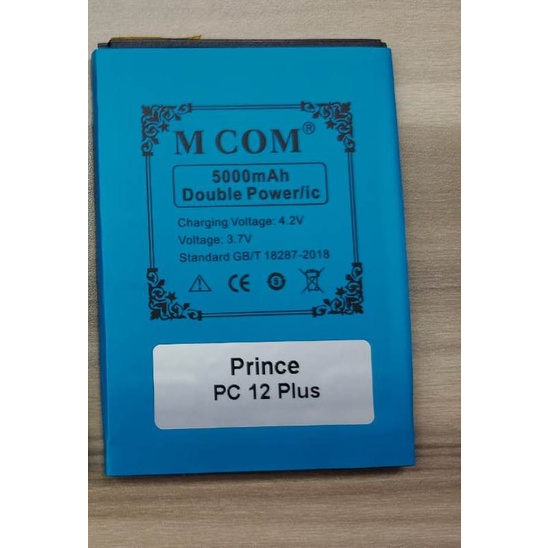 M COM®
5000mAh
Double Power/ic
Charging Voltage: 4.2V
Voltage: 3.7V
Standard GB/T 18287-2018
CE
Prince
PC 12 Plus